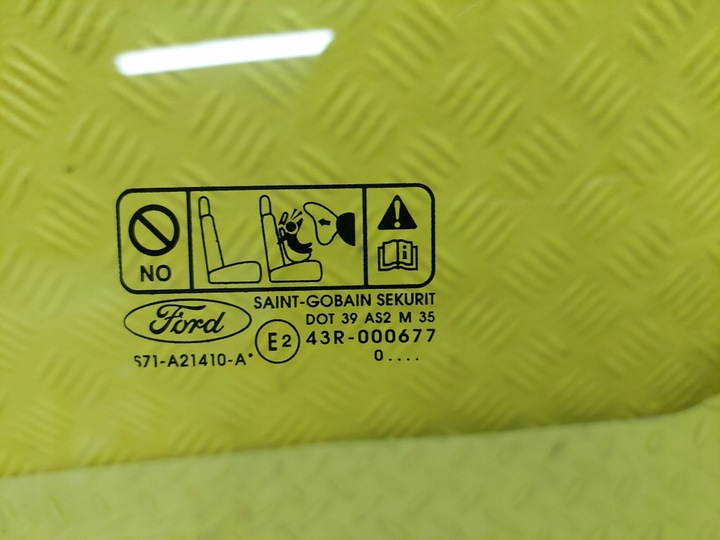 NO
SAINT-GOBAIN SEKURIT
Ford
DOT 39 AS2 M 35
E2
43R-000677
S71-A21410-A*
0....